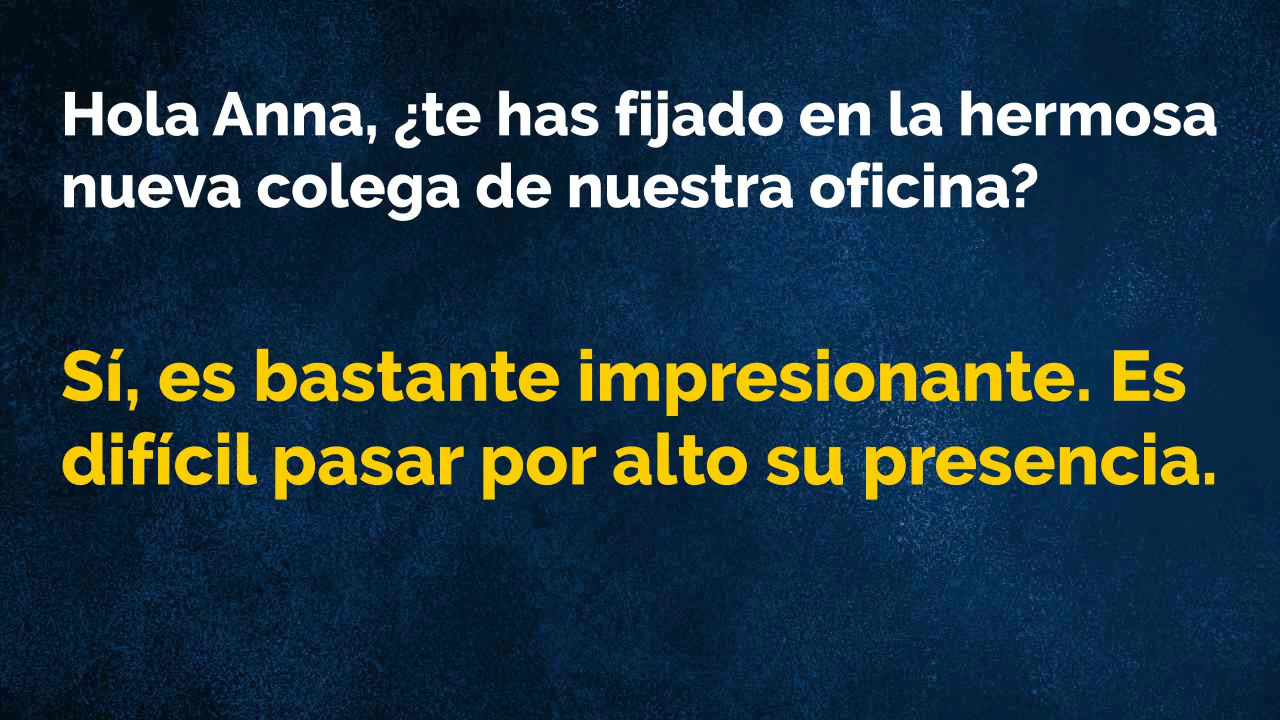 Hola Anna, ¿te has fijado en la hermosa
nueva colega de nuestra oficina?
Sí, es bastante impresionante. Es
difícil pasar por alto su presencia.